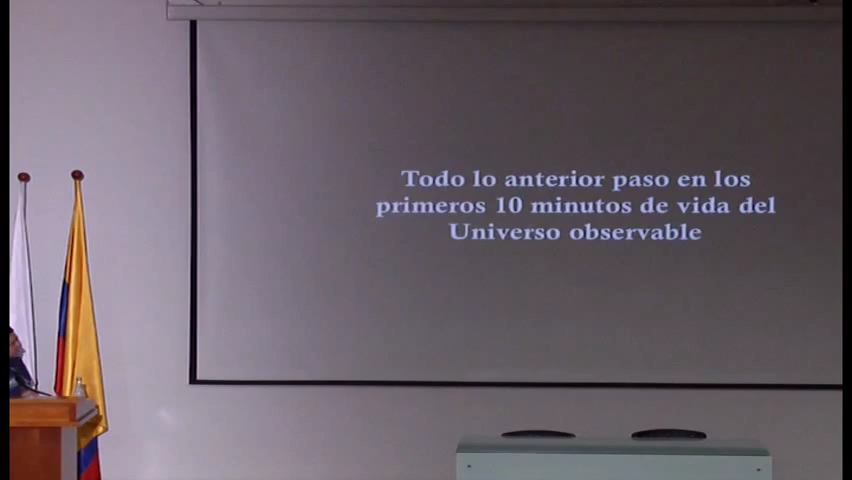 Todo lo anterior paso en los
primeros 10 minutos de vida del
Universo observable